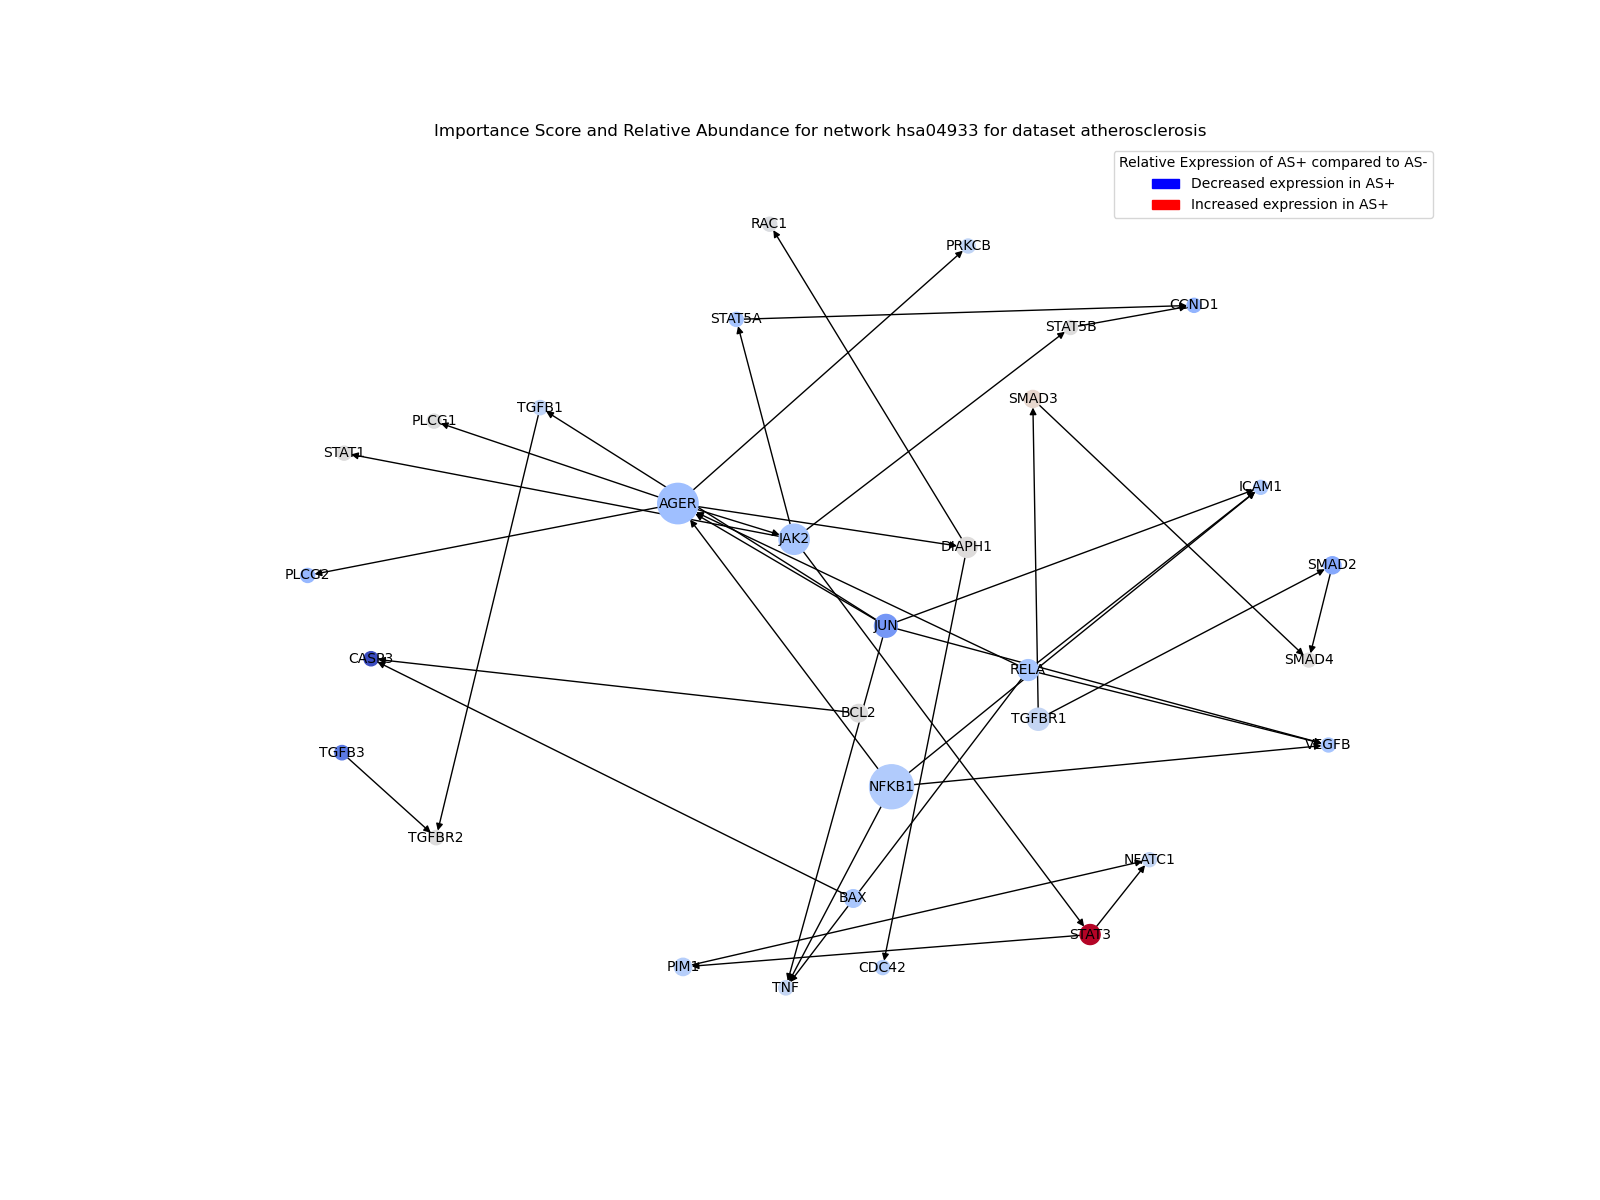 Importance Score and Relative Abundance for network hsa04933 for dataset atherosclerosis
Relative Expression of AS+ compared to AS-
Decreased expression in AS+
Increased expression in AS+
RAC1
PRKCB
CCND1
STAT5A
STAT5B
SMAD3
TGFB1
PLCG1
STAT1
ICAM1
AGER
JAK2
DIAPH1
SMAD2
PLCG2
JUN
CASP3
SMAD4
RELA
BCL2
TGFBR1
VEGFB
TGFB3
NFKB1
TGFBR2
NFATC1
BAX
STAT3
PIM1
CDC42
TNF